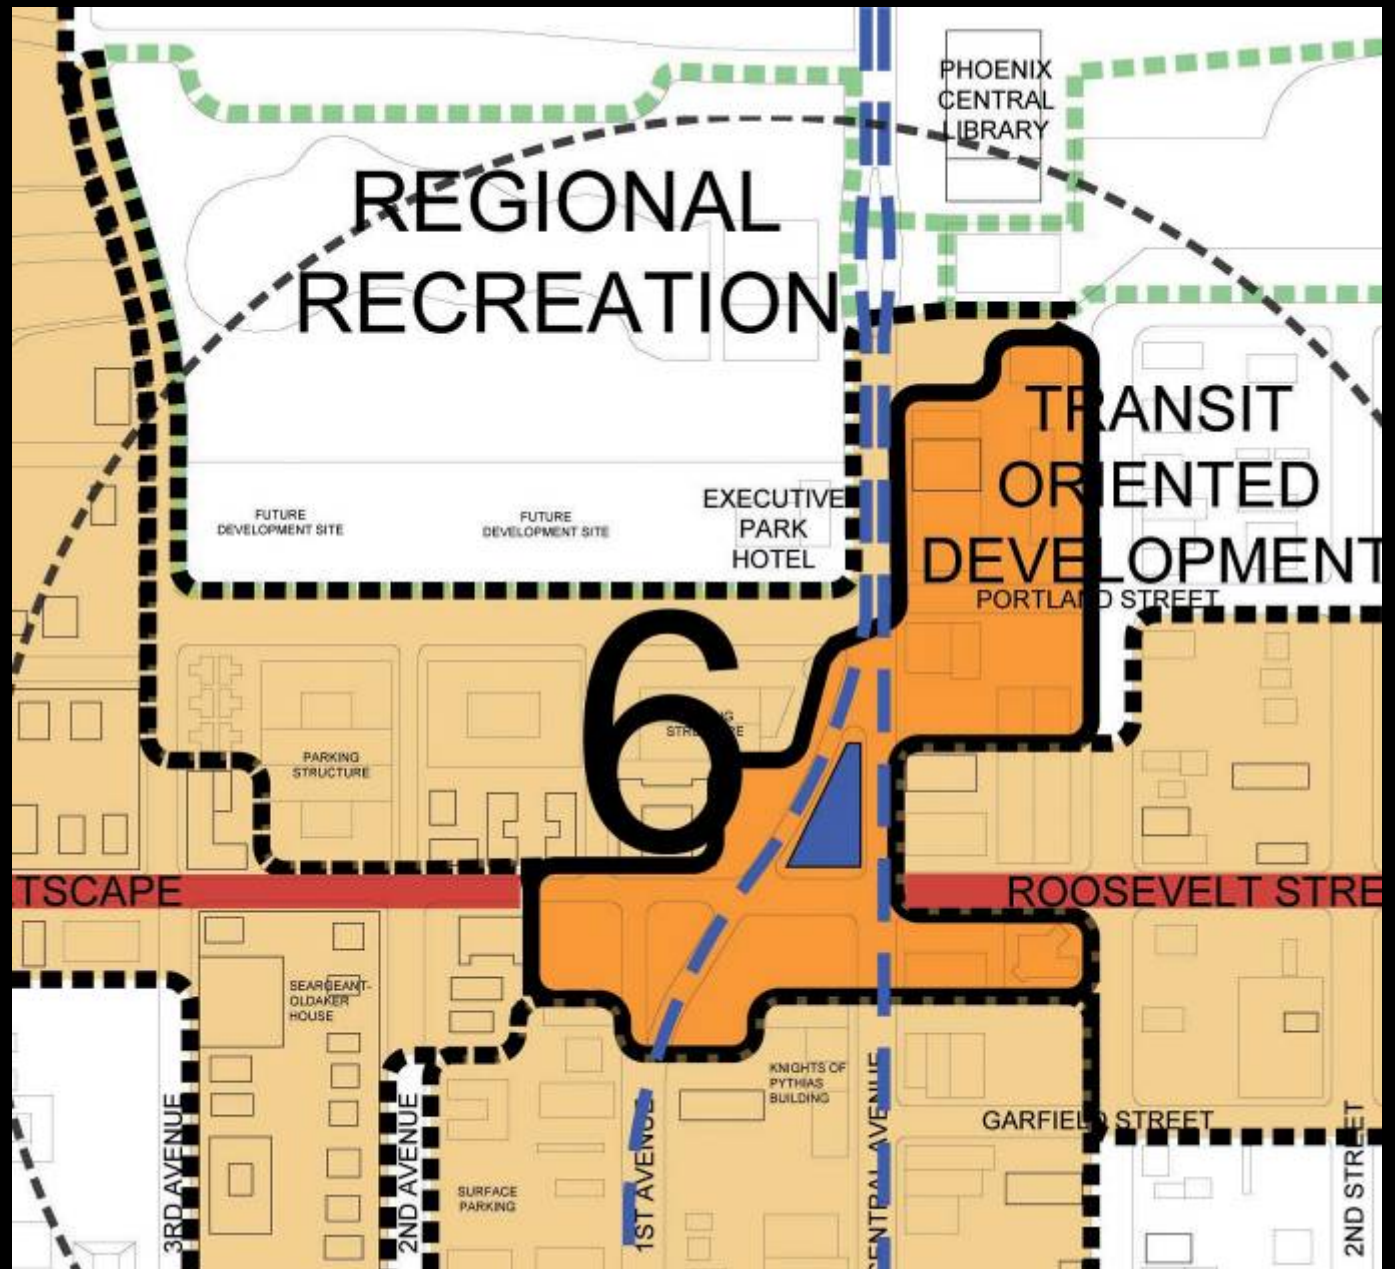 PHOENIX
CENTRAL
LIBRARY
REGIONAL
RECREATION
TRANSIT
ORIENTED
DEVELOPMENT
EXECUTIVE
PARK
HOTEL
FUTURE
DEVELOPMENT SITE
FUTURE
DEVELOPMENT SITE
PORTLAND STREET
6
PARKING
STRUCTURE
TSCAPE
ROOSEVELT STRE
SEARGEANT-
OLDAKER
HOUSE
KNIGHTS OF
PYTHIAS
BUILDING
GARFIELD STREET
SURFACE
PARKING
3RD AVENUE
2ND AVENUE
1ST AVENUE
CENTRAL AVENUE
2ND STREET